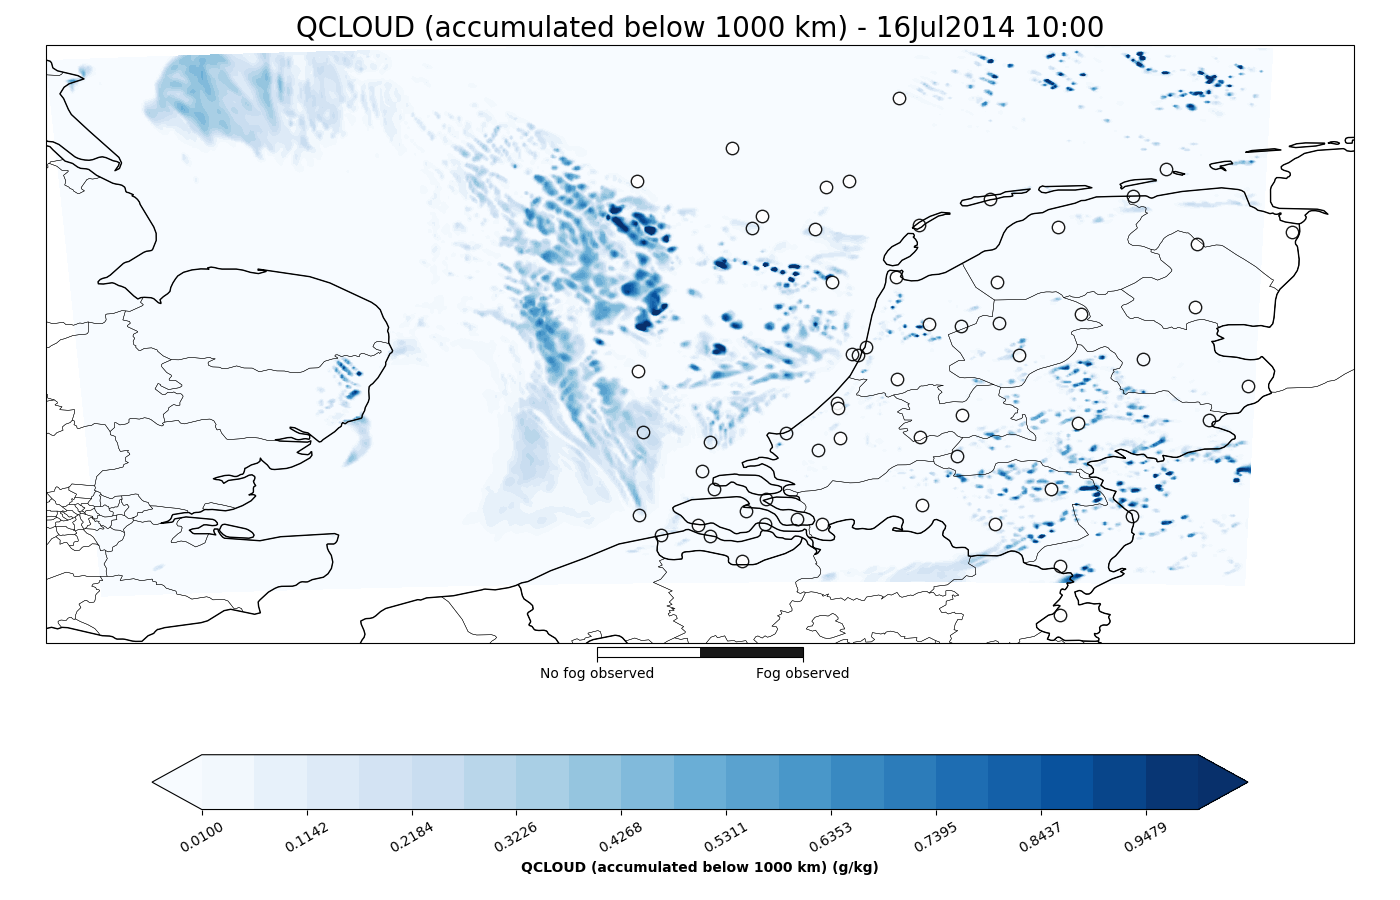 QCLOUD (accumulated below 1000 km) - 16Jul2014 10:00
No fog observed
Fog observed
0.0100
0.1142
0.2184
0.3226
0.4268
0.5311
0.6353
0.7395
0.8437
0.9479
QCLOUD (accumulated below 1000 km) (g/kg)